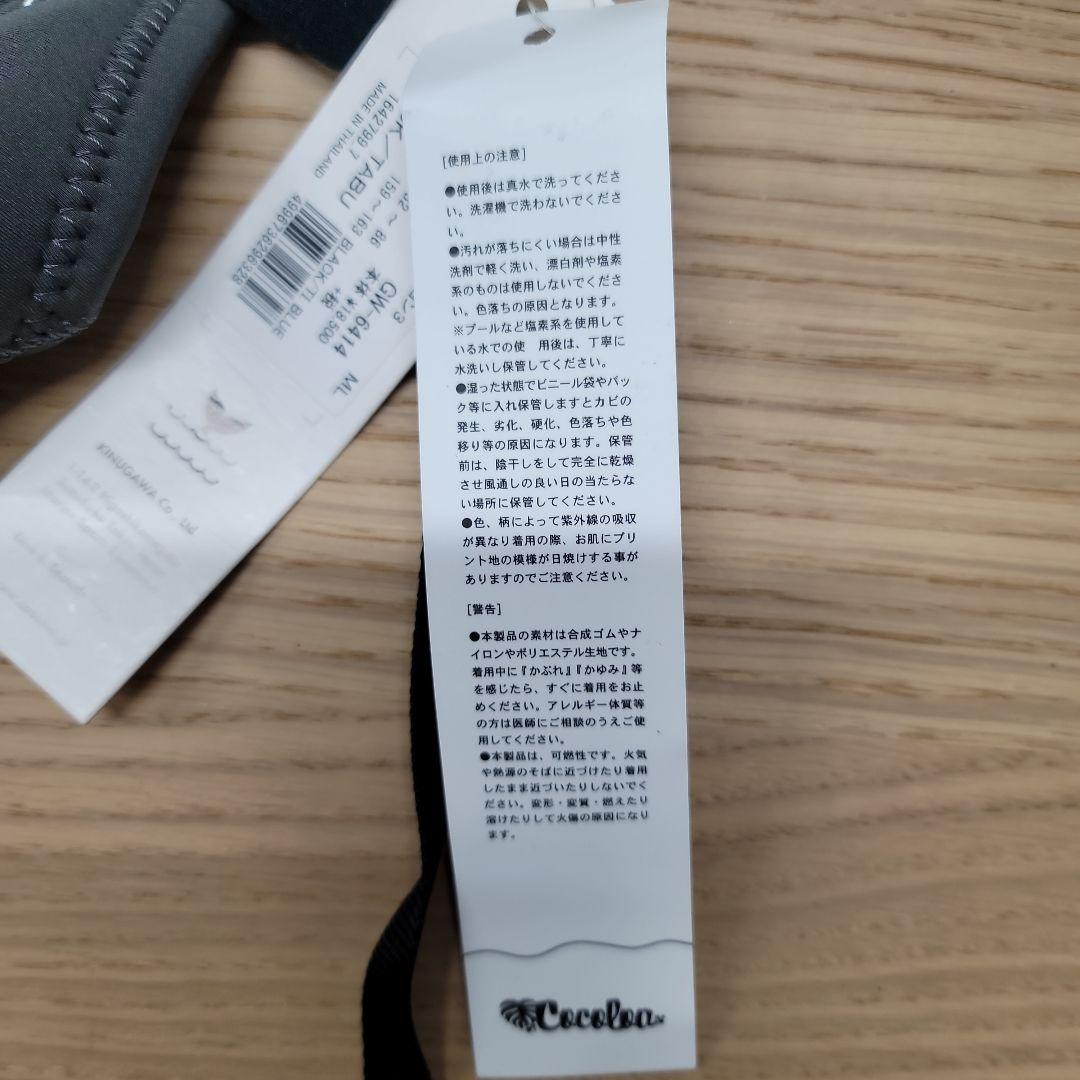 [使用上の注意]
●使用後は真水で洗ってくださ
い。洗濯機で洗わないでくださ
い。
●汚れが落ちにくい場合は中性
洗剤で軽く洗い、漂白剤や塩素
系のものは使用しないでくださ
い。色落ちの原因となります。
※プールなど塩素系を使用して
いる水での使　用後は、丁寧に
水洗いし保管してください。
●湿った状態でビニール袋やバッ
ク等に入れ保管しますとカビの
発生、劣化、硬化、色落ちや色
移り等の原因になります。保管
前は、陰干しをして完全に乾燥
させ風通しの良い日の当たらな
い場所に保管してください。
●色、柄によって紫外線の吸収
が異なり着用の際、お肌にプリ
ント地の模様が日焼けする事が
ありますのでご注意ください。
[警告]
●本製品の素材は合成ゴムやナ
イロンやポリエステル生地です。
着用中に『かぶれ』『かゆみ』等
を感じたら、すぐに着用をお止
めください。アレルギー体質等
の方は医師にご相談のうえご使
用してください。
●本製品は、可燃性です。火気
や熱源のそばに近づけたり着用
したまま近づいたりしないでく
ださい。変形・変質・燃えたり
溶けたりして火傷の原因になり
ます。
Cocoloa
K/TABU
1642799 7
MADE IN THAILAND
~ 86
159~163 BLACK/TI BLUE
4996736296328
本体¥18,500
+税
GW-6414
ML
KINUGAWA Co., Ltd